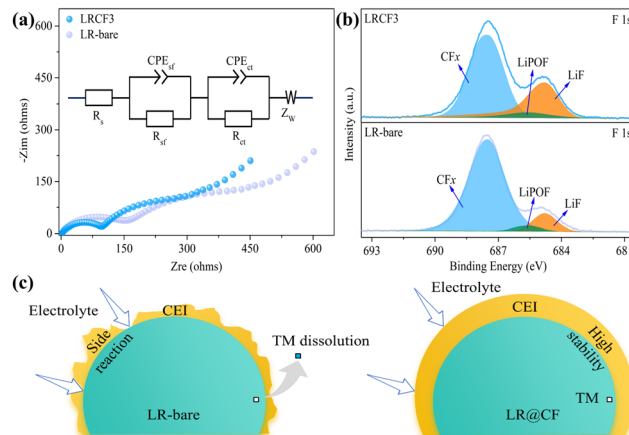 (a)
LRCF3
LR-bare
CPEsf
CPEct
Rs
Rsf
Rct
ZW
-Zim (ohms)
450
300
150
0
0 150 300 450 600
Zre (ohms)
(b)
LRCF3
F 1s
CFx
LiPOF
LiF
LR-bare
F 1s
CFx
LiPOF
LiF
Intensity (a.u.)
693 690 687 684 68
Binding Energy (eV)
(c)
Electrolyte
CEI
Side
reaction
TM dissolution
LR-bare
Electrolyte
CEI
High
stability
TM
LR@CF